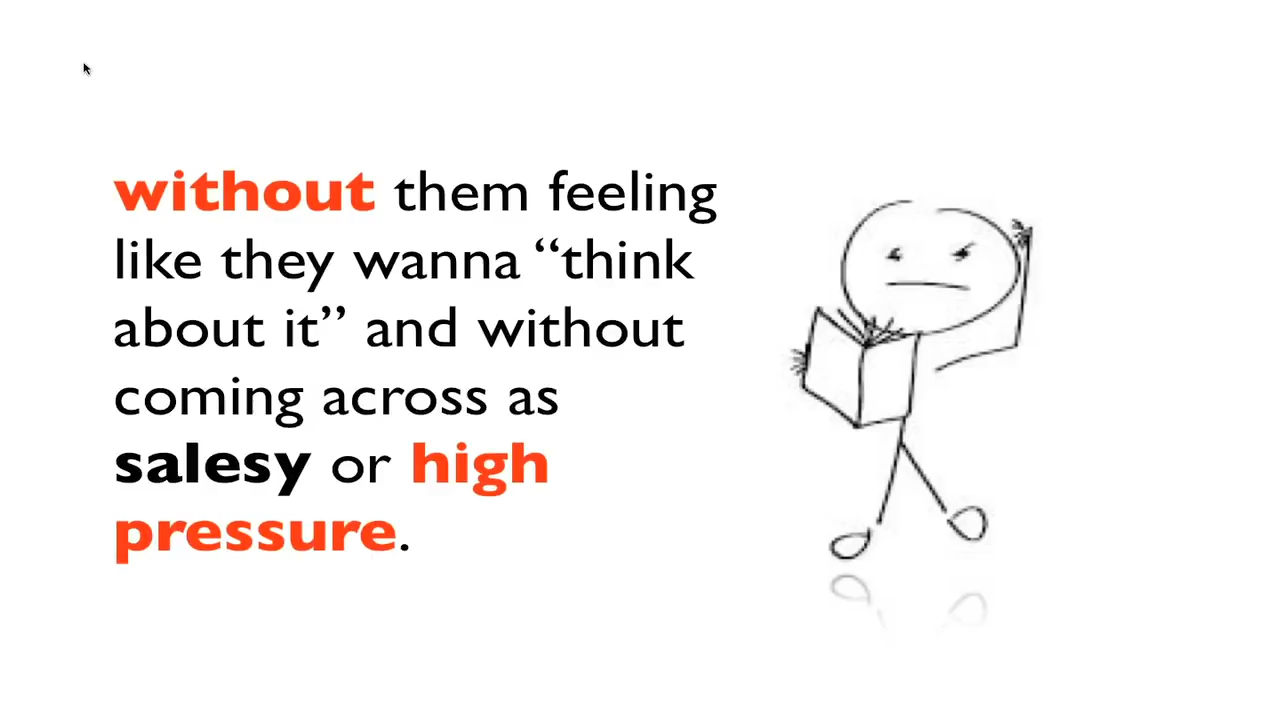 without them feeling
like they wanna “think
about it” and without
coming across as
salesy or high
pressure.